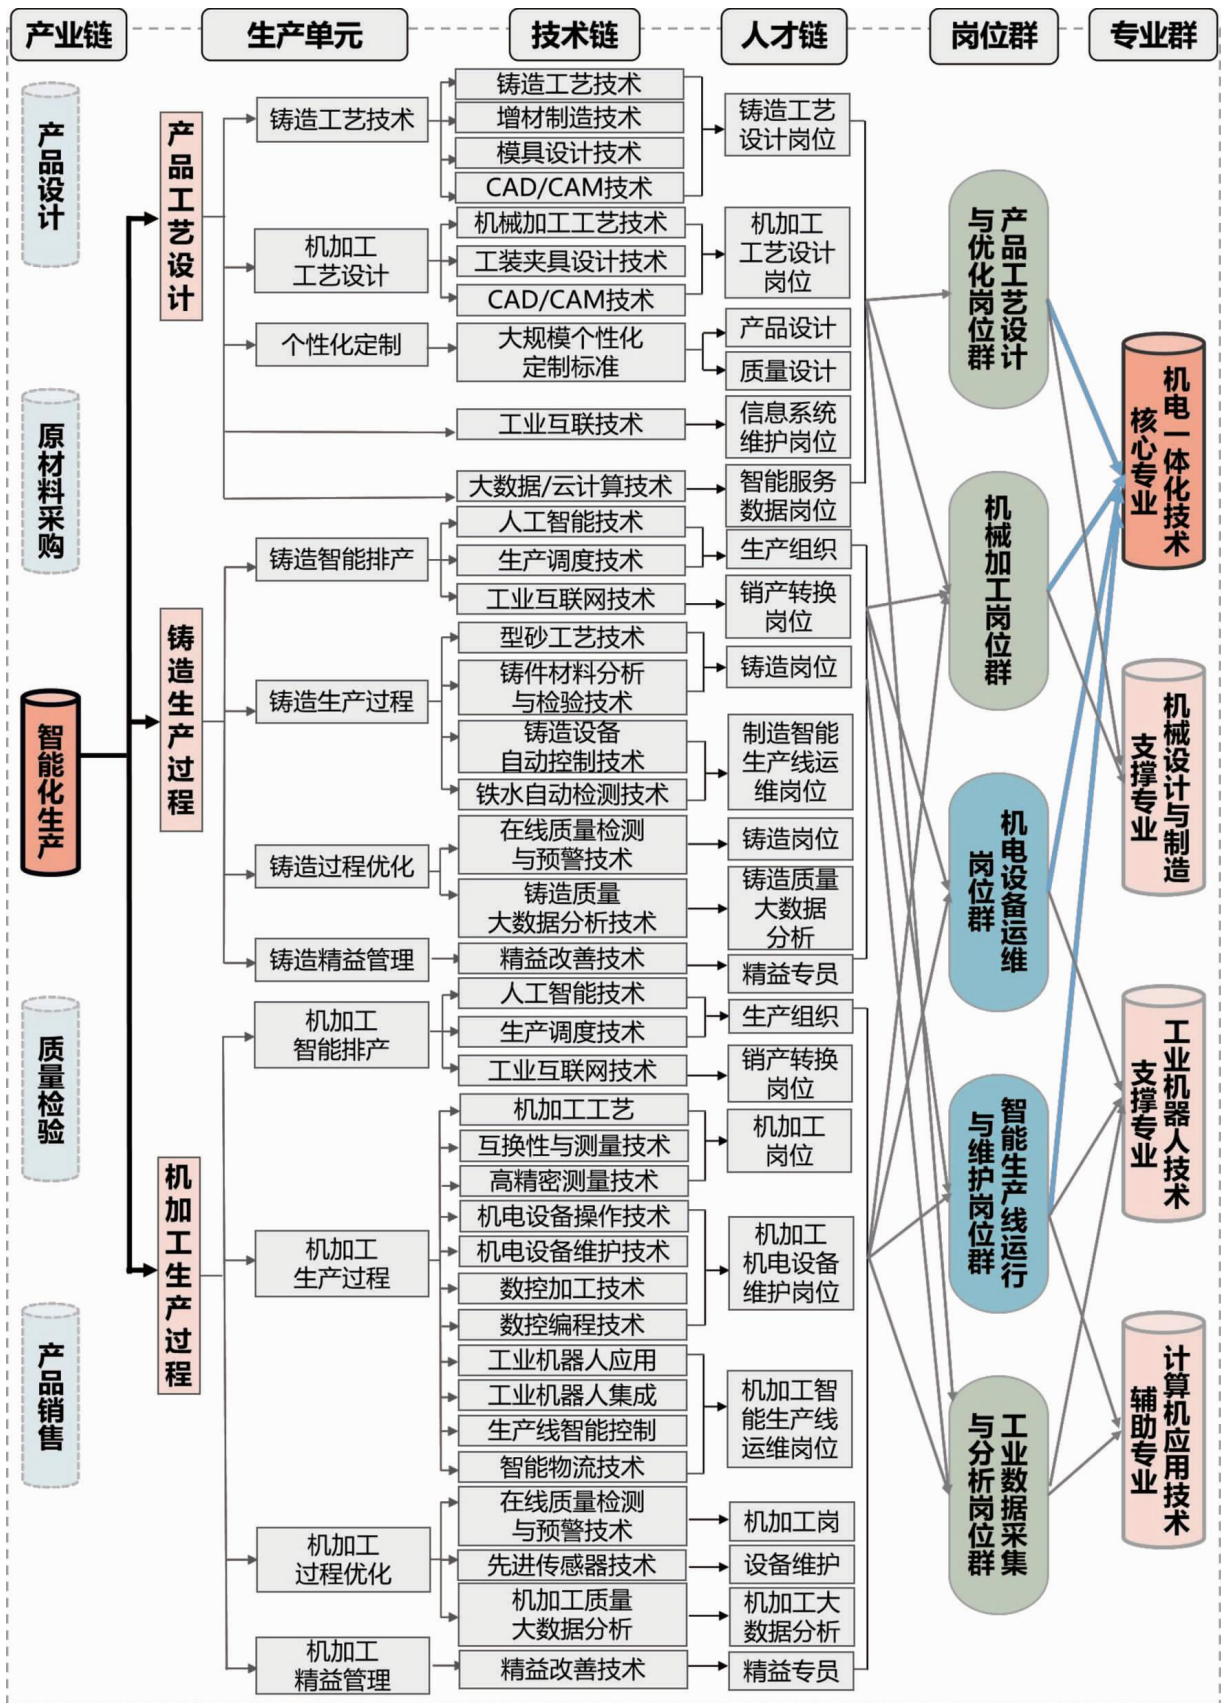 产业链
生产单元
技术链
人才链
岗位群
专业群
产品设计
原材料采购
智能化生产
质量检验
产品销售
产品工艺设计
铸造生产过程
机加工生产过程
铸造工艺技术
机加工
工艺设计
个性化定制
铸造智能排产
铸造生产过程
铸造过程优化
铸造精益管理
机加工
智能排产
机加工
生产过程
机加工
过程优化
机加工
精益管理
铸造工艺技术
增材制造技术
模具设计技术
CAD/CAM技术
机械加工工艺技术
工装夹具设计技术
CAD/CAM技术
大规模个性化
定制标准
工业互联技术
大数据/云计算技术
人工智能技术
生产调度技术
工业互联网技术
型砂工艺技术
铸件材料分析
与检验技术
铸造设备
自动控制技术
铁水自动检测技术
在线质量检测
与预警技术
铸造质量
大数据分析技术
精益改善技术
人工智能技术
生产调度技术
工业互联网技术
机加工工艺
互换性与测量技术
高精密测量技术
机电设备操作技术
机电设备维护技术
数控加工技术
数控编程技术
工业机器人应用
工业机器人集成
生产线智能控制
智能物流技术
在线质量检测
与预警技术
先进传感器技术
机加工质量
大数据分析
精益改善技术
铸造工艺
设计岗位
机加工
工艺设计
岗位
产品设计
质量设计
信息系统
维护岗位
智能服务
数据岗位
生产组织
销产转换
岗位
铸造岗位
制造智能
生产线运
维岗位
铸造岗位
铸造质量
大数据
分析
精益专员
生产组织
销产转换
岗位
机加工
岗位
机加工
机电设备
维护岗位
机加工智
能生产线
运维岗位
机加工岗
设备维护
机加工大
数据分析
精益专员
产品工艺设计
与优化岗位群
机械加工岗位群
机电设备运维
岗位群
智能生产线运行
与维护岗位群
工业数据采集
与分析岗位群
机电一体化技术
核心专业
机械设计与制造
支撑专业
工业机器人技术
支撑专业
计算机应用技术
辅助专业